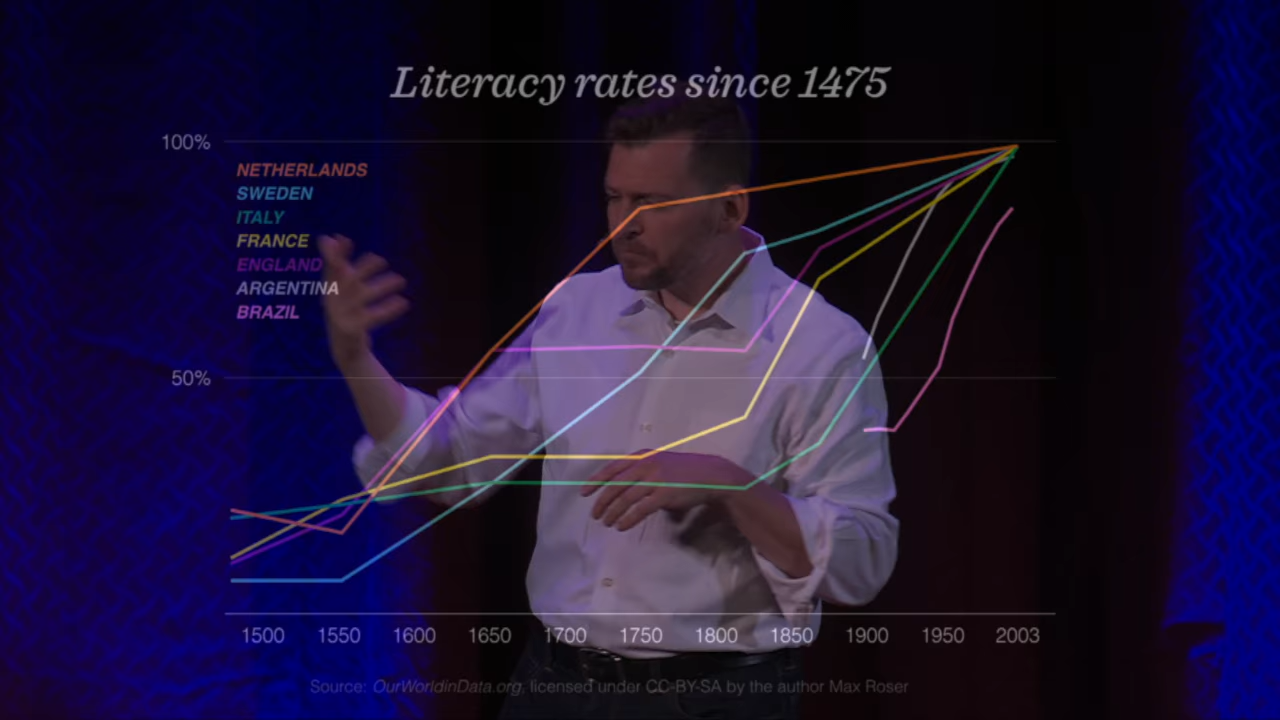 Literacy rates since 1475
100%
NETHERLANDS
SWEDEN
ITALY
FRANCE
ENGLAND
ARGENTINA
BRAZIL
50%
1500 1550 1600 1650 1700 1750 1800 1850 1900 1950 2003
Source: OurWorldinData.org, licensed under CC-BY-SA by the author Max Roser